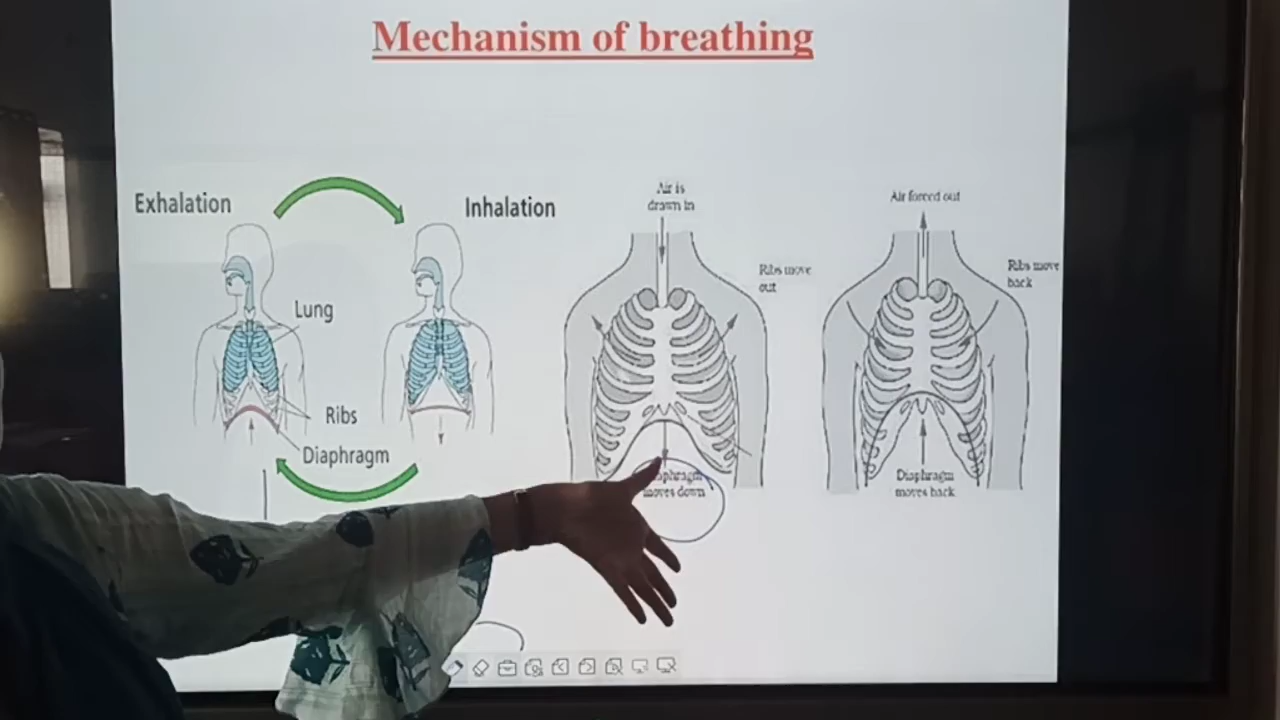 Mechanism of breathing
Exhalation
Inhalation
Lung
Ribs
Diaphragm
Air is
drawn in
Ribs move
out
moves down
Air forced out
Ribs move
back
Diaphragm
moves back